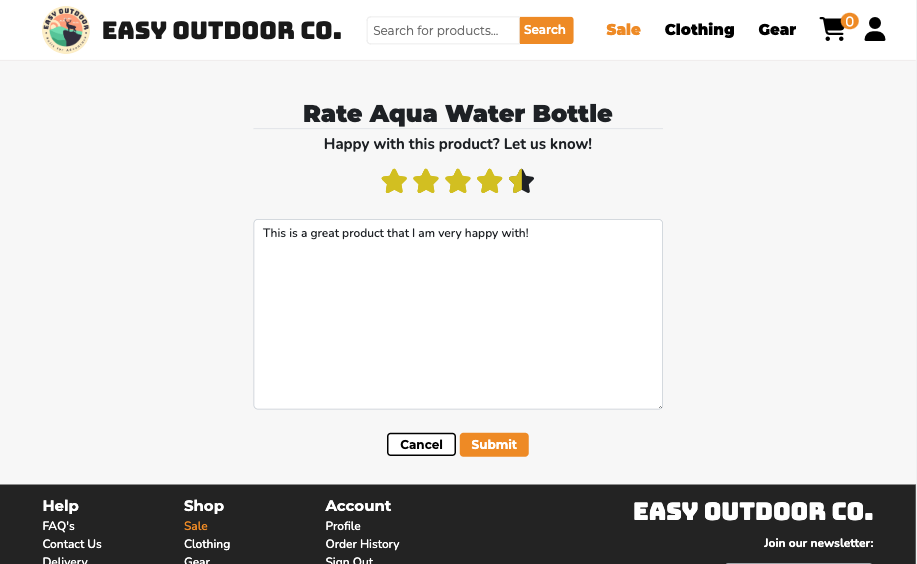 EASY OUTDOOR
EASY OUTDOOR CO.
Search for products...
Search
Sale
Clothing
Gear
0
Rate Aqua Water Bottle
Happy with this product? Let us know!
This is a great product that I am very happy with!
Cancel
Submit
Help
Shop
Account
EASY OUTDOOR CO.
FAQ's
Sale
Profile
Contact Us
Clothing
Order History
Join our newsletter:
Delivery
Gear
Sign Out